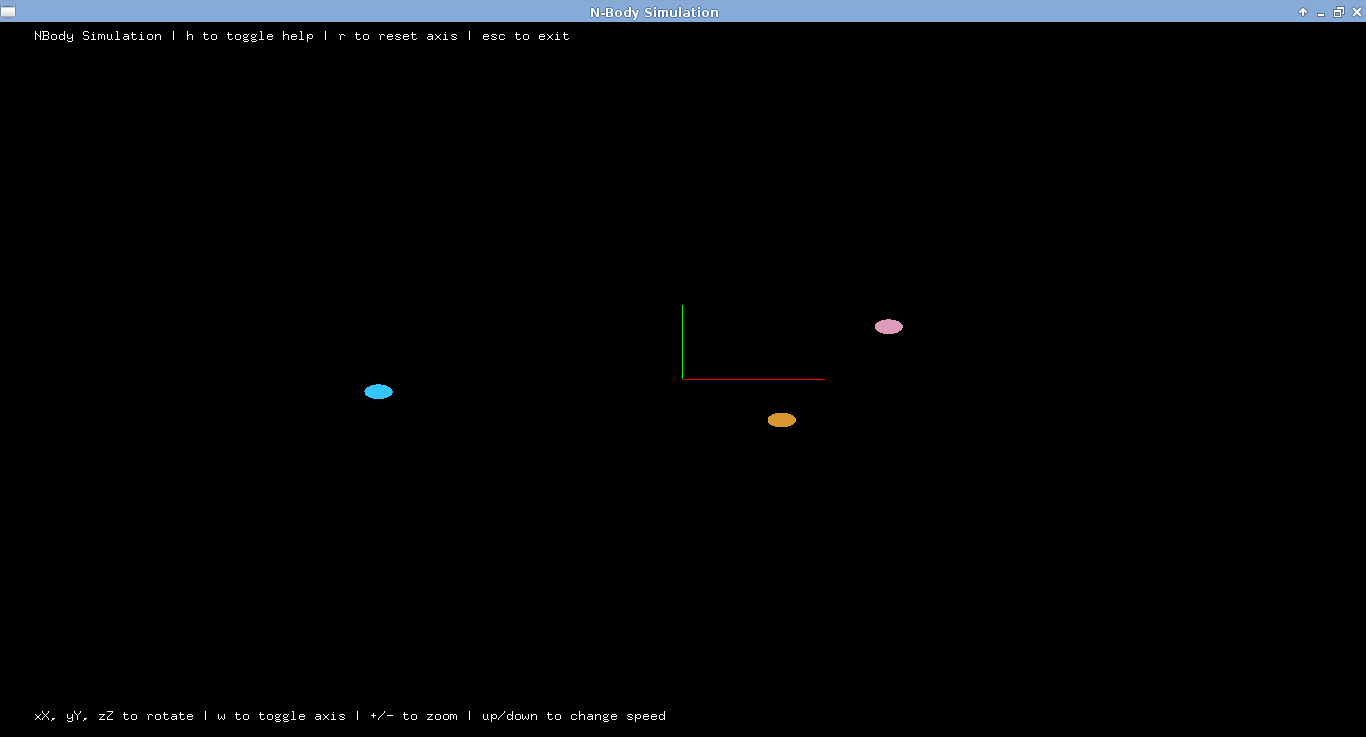 N-Body Simulation
NBody Simulation | h to toggle help | r to reset axis | esc to exit
xX, yY, zZ to rotate | w to toggle axis | +/- to zoom | up/down to change speed